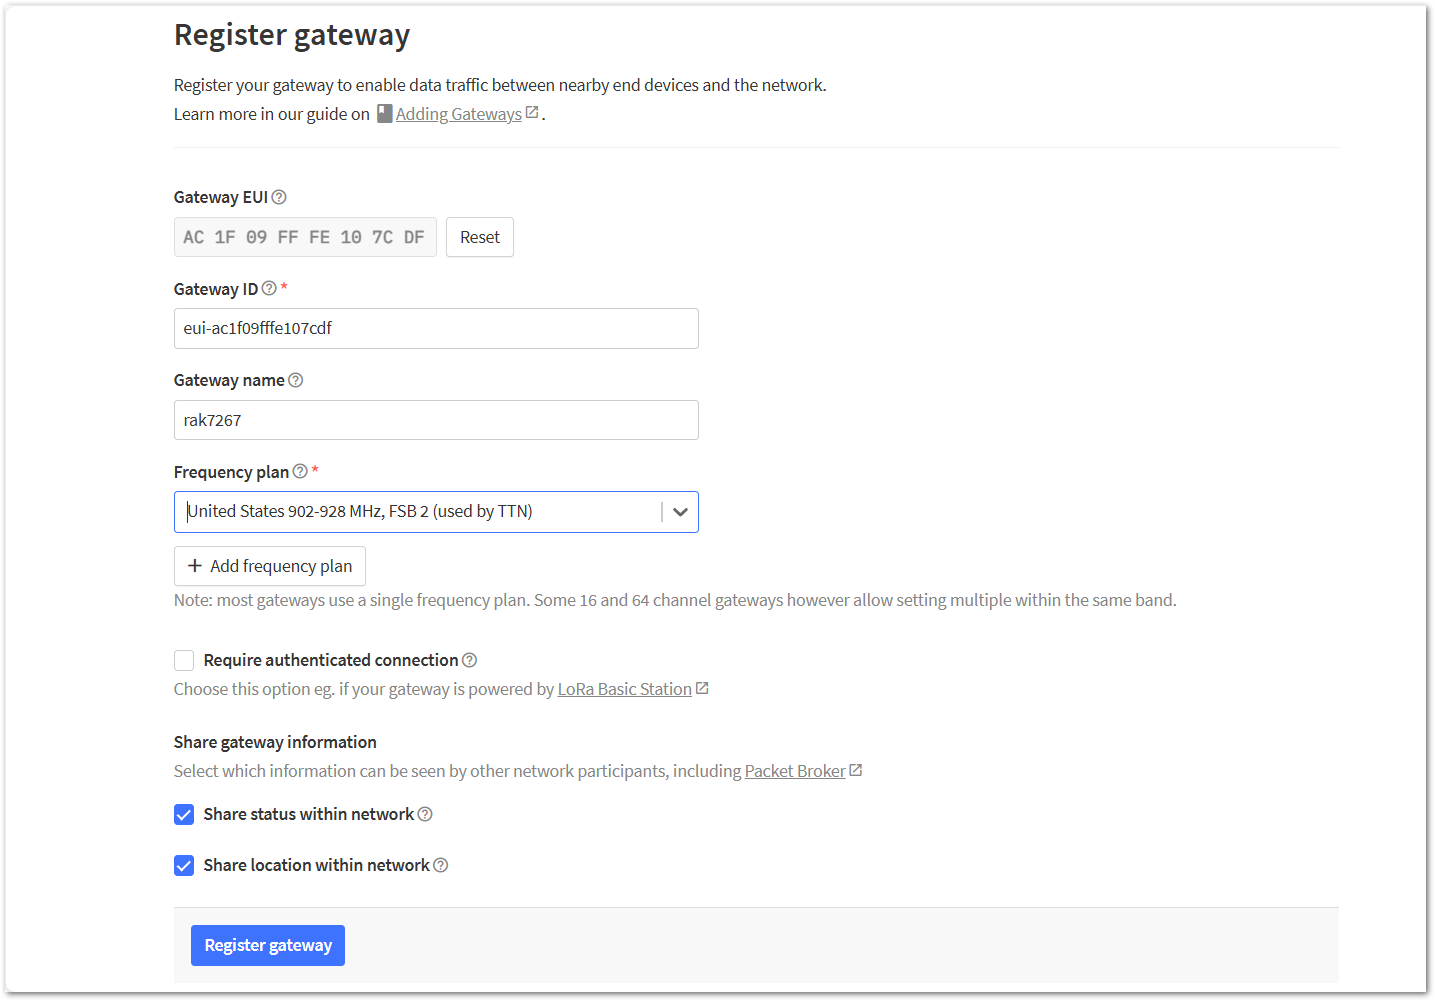 Register gateway
Register your gateway to enable data traffic between nearby end devices and the network.
Learn more in our guide on Adding Gateways .
Gateway EUI
AC 1F 09 FF FE 10 7C DF Reset
Gateway ID *
eui-ac1f09fffe107cdf
Gateway name
rak7267
Frequency plan *
United States 902-928 MHz, FSB 2 (used by TTN)
+ Add frequency plan
Note: most gateways use a single frequency plan. Some 16 and 64 channel gateways however allow setting multiple within the same band.
Require authenticated connection
Choose this option eg. if your gateway is powered by LoRa Basic Station
Share gateway information
Select which information can be seen by other network participants, including Packet Broker
Share status within network
Share location within network
Register gateway